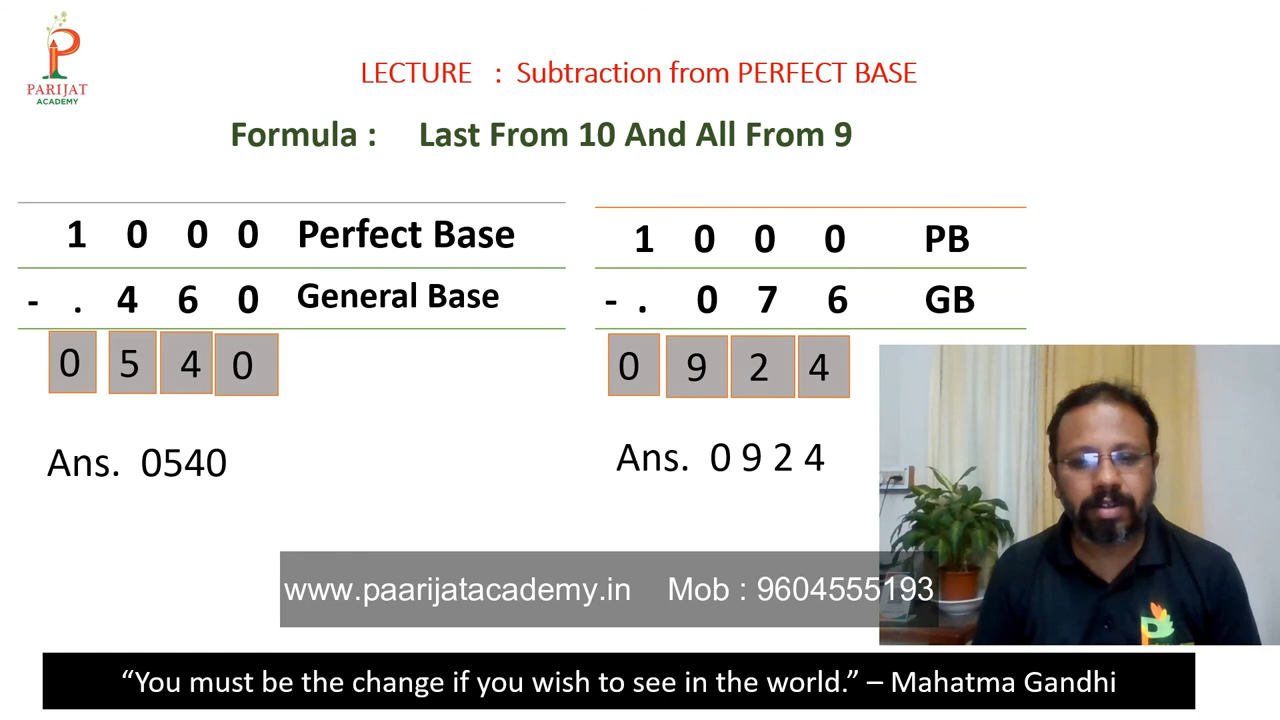 PARIJAT
ACADEMY
LECTURE : Subtraction from PERFECT BASE
Formula : Last From 10 And All From 9
1 0 0 0 Perfect Base
- . 4 6 0 General Base
0 5 4 0
Ans. 0540
1 0 0 0 PB
- . 0 7 6 GB
0 9 2 4
Ans. 0 9 2 4
www.paarijatacademy.in Mob : 9604555193
“You must be the change if you wish to see in the world.” – Mahatma Gandhi